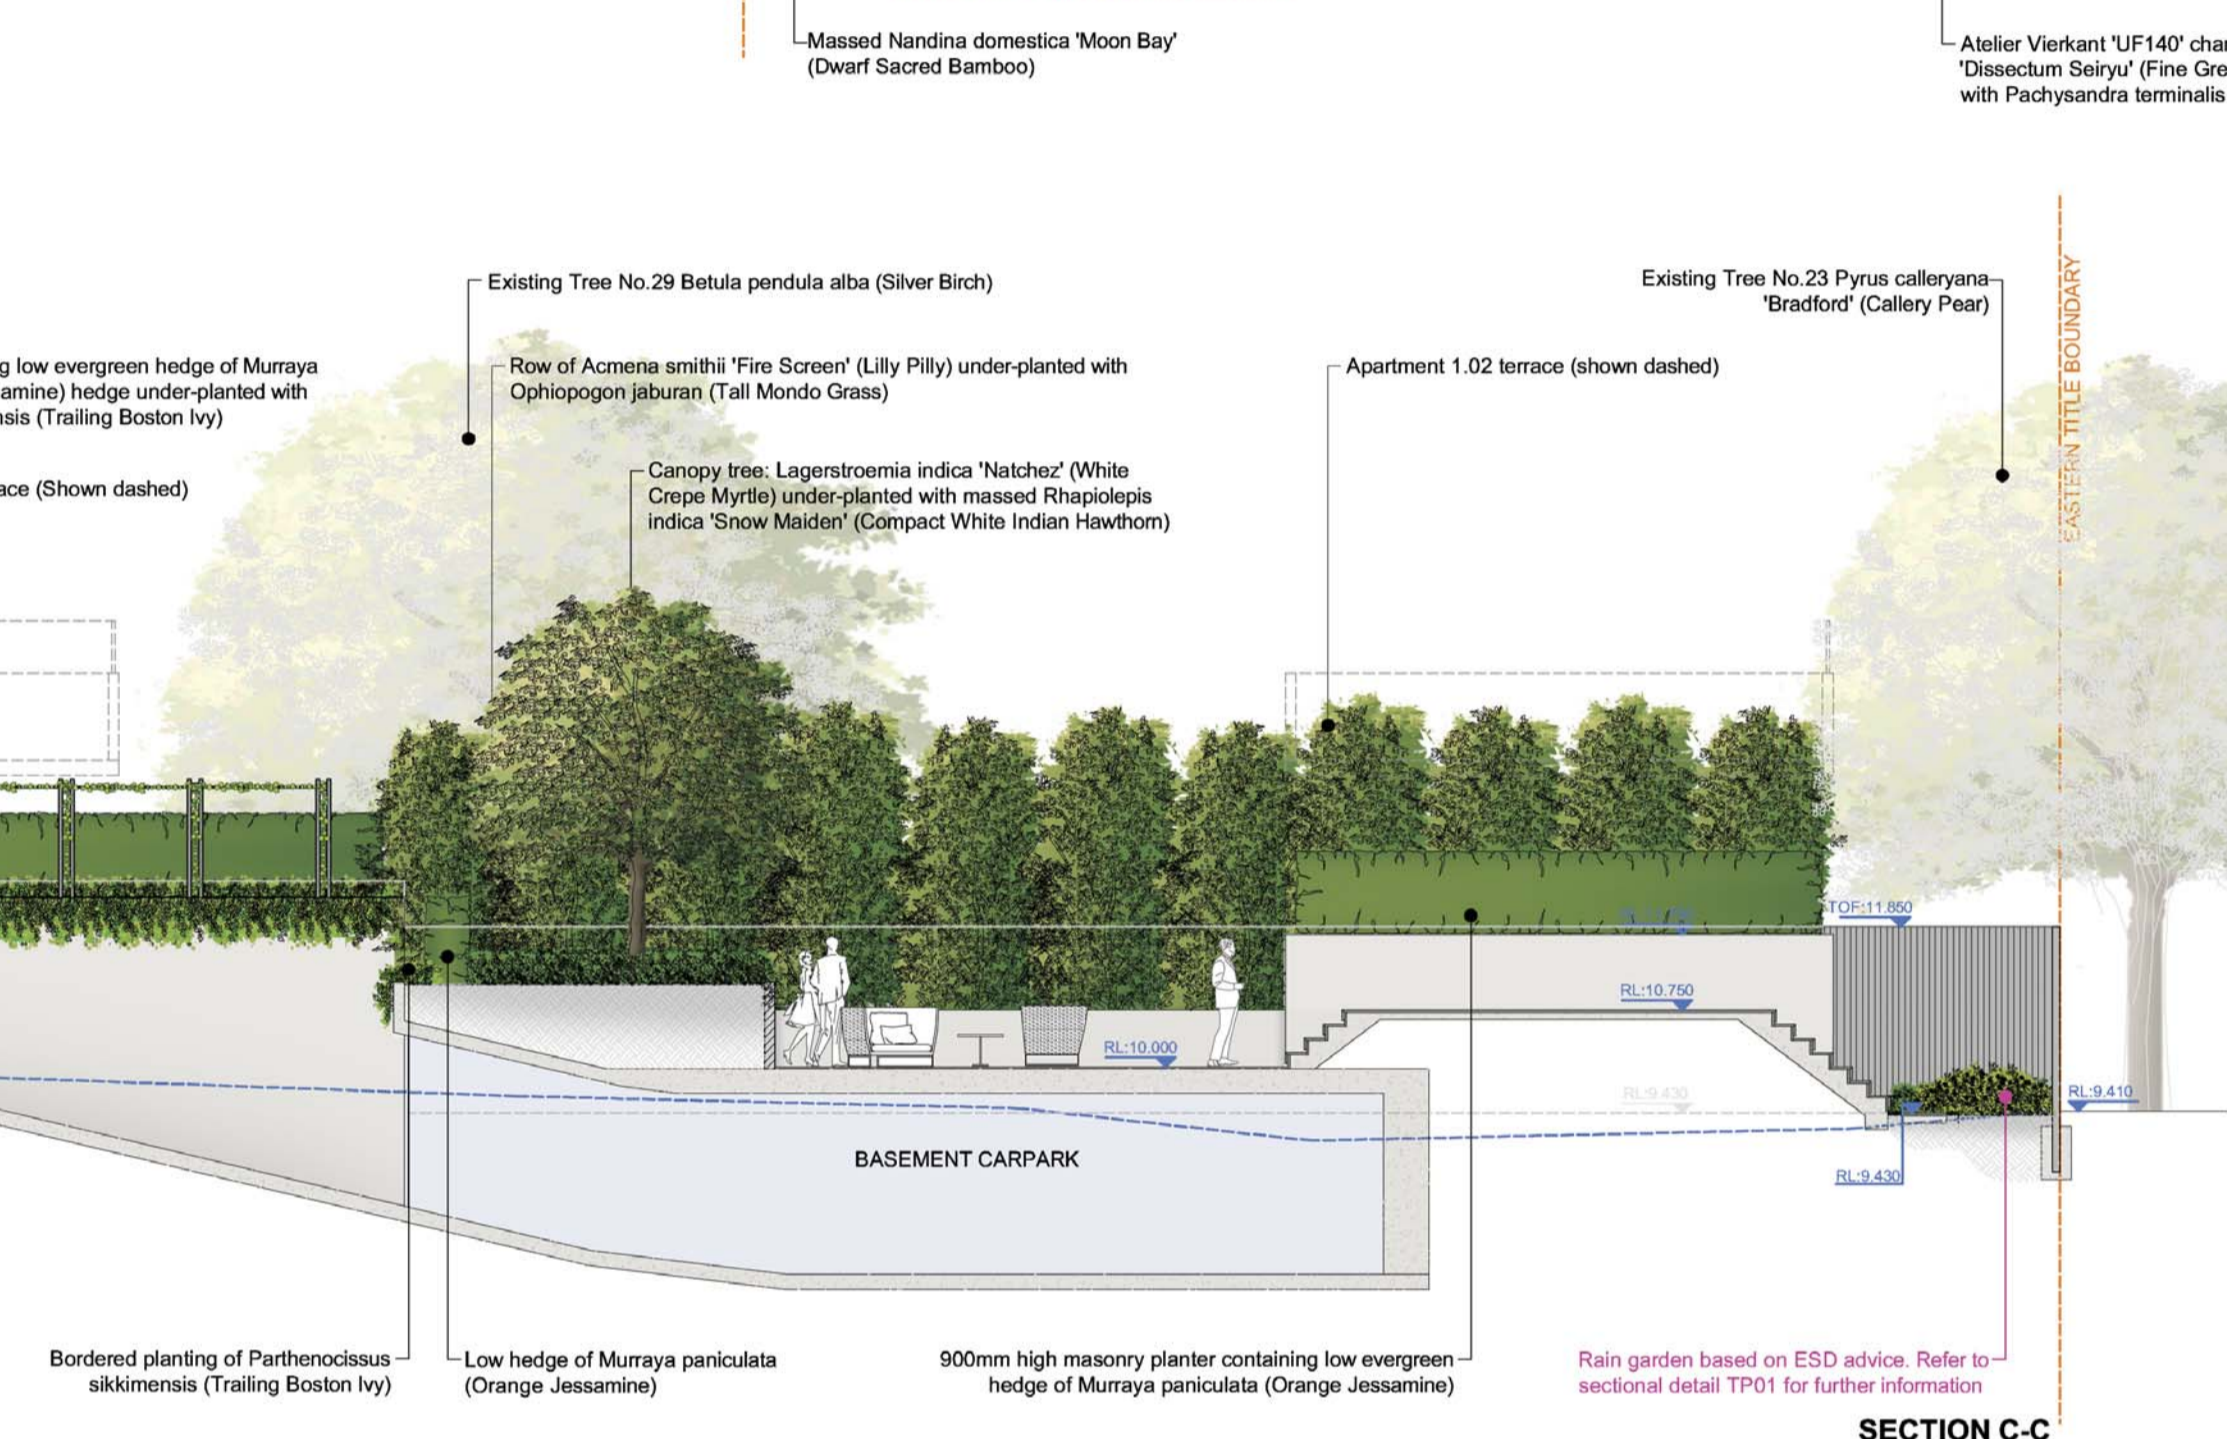 Massed Nandina domestica 'Moon Bay'
(Dwarf Sacred Bamboo)
Atelier Vierkant 'UF140'
'Dissectum Seiryu' (Fine
with Pachysandra terminalis
Existing Tree No.29 Betula pendula alba (Silver Birch)
Existing Tree No.23 Pyrus calleryana
'Bradford' (Callery Pear)
EASTERN TITLE BOUNDARY
low evergreen hedge of Murraya
hedge under-planted with
(Trailing Boston Ivy)
(Shown dashed)
Row of Acmena smithii 'Fire Screen' (Lilly Pilly) under-planted with
Ophiopogon jaburan (Tall Mondo Grass)
Apartment 1.02 terrace (shown dashed)
Canopy tree: Lagerstroemia indica 'Natchez' (White
Crepe Myrtle) under-planted with massed Rhapiolepis
indica 'Snow Maiden' (Compact White Indian Hawthorn)
TOF:11.850
RL:10.750
RL:10.000
RL:9.430
RL:9.410
BASEMENT CARPARK
RL:9.430
Bordered planting of Parthenocissus
sikkimensis (Trailing Boston Ivy)
Low hedge of Murraya paniculata
(Orange Jessamine)
900mm high masonry planter containing low evergreen
hedge of Murraya paniculata (Orange Jessamine)
Rain garden based on ESD advice. Refer to
sectional detail TP01 for further information
SECTION C-C